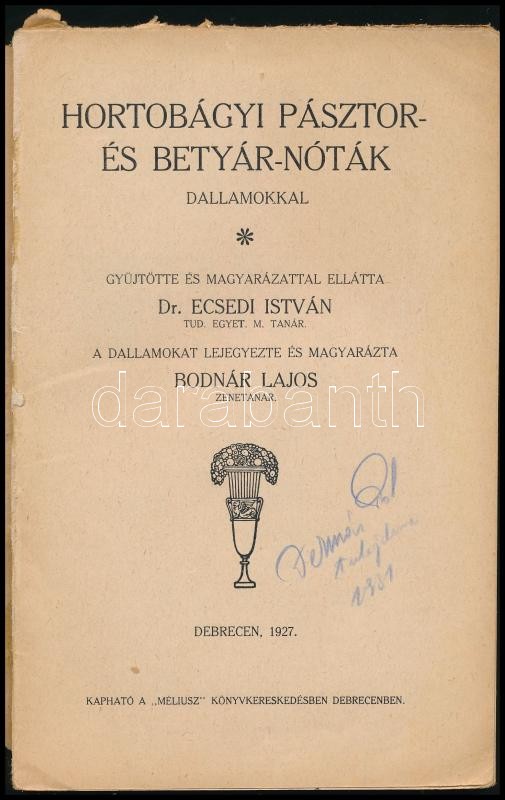 HORTOBÁGYI PÁSZTOR-
ÉS BETYÁR-NÓTÁK
DALLAMOKKAL
GYŰJTÖTTE ÉS MAGYARÁZATTAL ELLÁTTA
Dr. ECSEDI ISTVÁN
TUD. EGYET. M. TANÁR.
A DALLAMOKAT LEJEGYEZTE ÉS MAGYARÁZTA
BODNÁR LAJOS
ZENETANÁR.
darabanth
1931
DEBRECEN, 1927.
KAPHATÓ A „MÉLIUSZ" KÖNYVKERESKEDÉSBEN DEBRECENBEN.